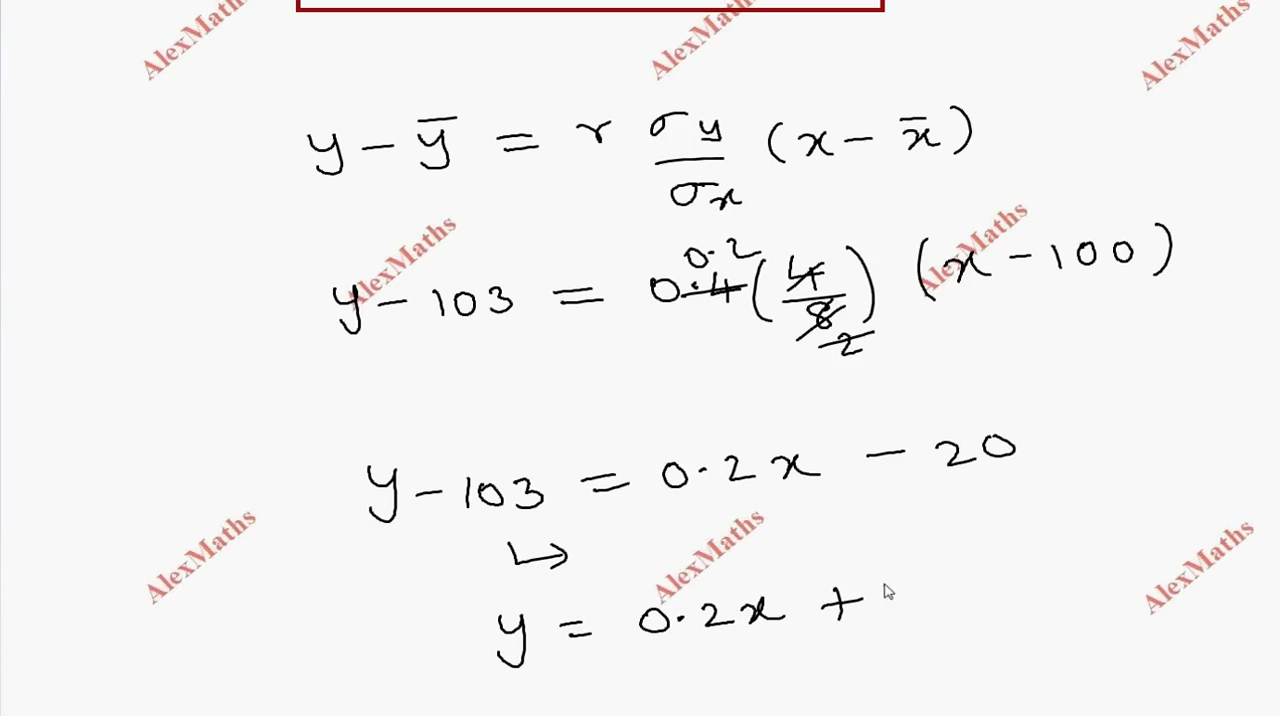 AlexMaths AlexMaths AlexMaths
y - ȳ = r σy/σx (x - x̄)
AlexMaths AlexMaths
0.2
y - 103 = 0.4 (4/8) (x - 100)
2
y - 103 = 0.2x - 20
AlexMaths AlexMaths AlexMaths
↳
y = 0.2x +